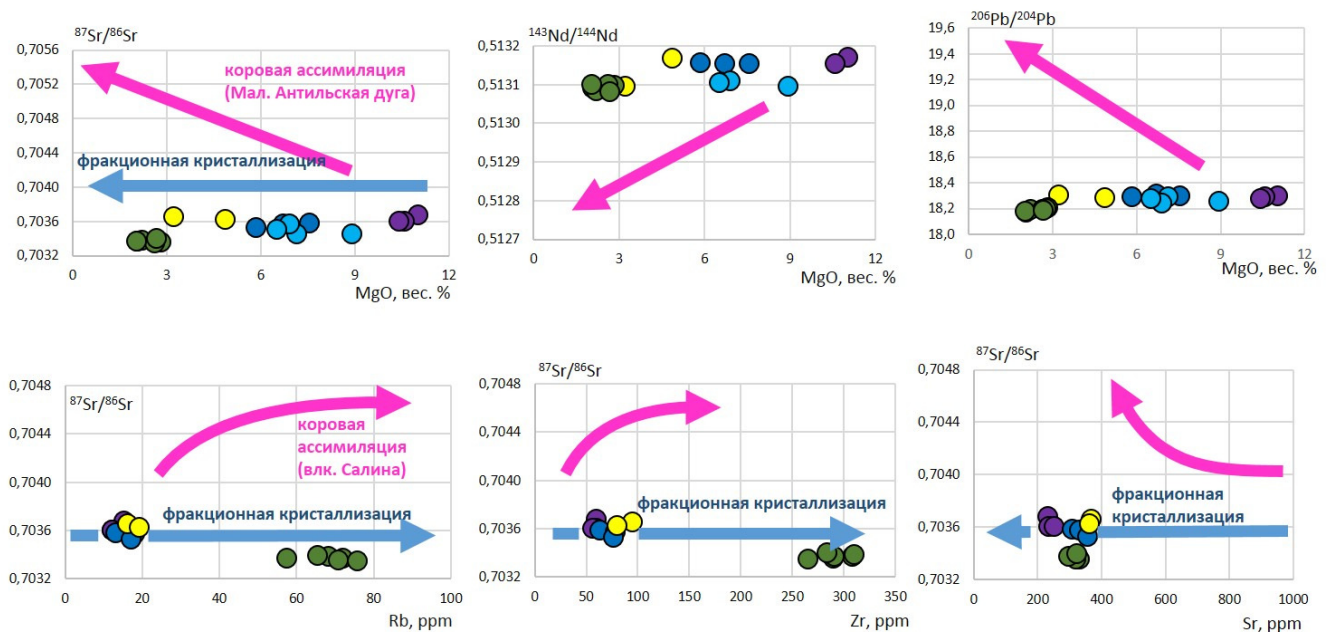 87Sr/86Sr
0,7056
0,7052
0,7048
0,7044
0,7040
0,7036
0,7032
коровая ассимиляция
(Мал. Антильская дуга)
фракционная кристаллизация
0 3 6 9 12
MgO, вес. %
143Nd/144Nd
0,5132
0,5131
0,5130
0,5129
0,5128
0,5127
0 3 6 9 12
MgO, вес. %
206Pb/204Pb
19,6
19,4
19,2
19,0
18,8
18,6
18,4
18,2
18,0
0 3 6 9 12
MgO, вес. %
0,7048
87Sr/86Sr
0,7044
0,7040
0,7036
0,7032
коровая
ассимиляция
(влк. Салина)
фракционная кристаллизация
0 20 40 60 80 100
Rb, ppm
87Sr/86Sr
0,7048
0,7044
0,7040
0,7036
0,7032
фракционная кристаллизация
0 50 100 150 200 250 300 350
Zr, ppm
87Sr/86Sr
0,7048
0,7044
0,7040
0,7036
0,7032
фракционная
кристаллизация
0 200 400 600 800 1000
Sr, ppm